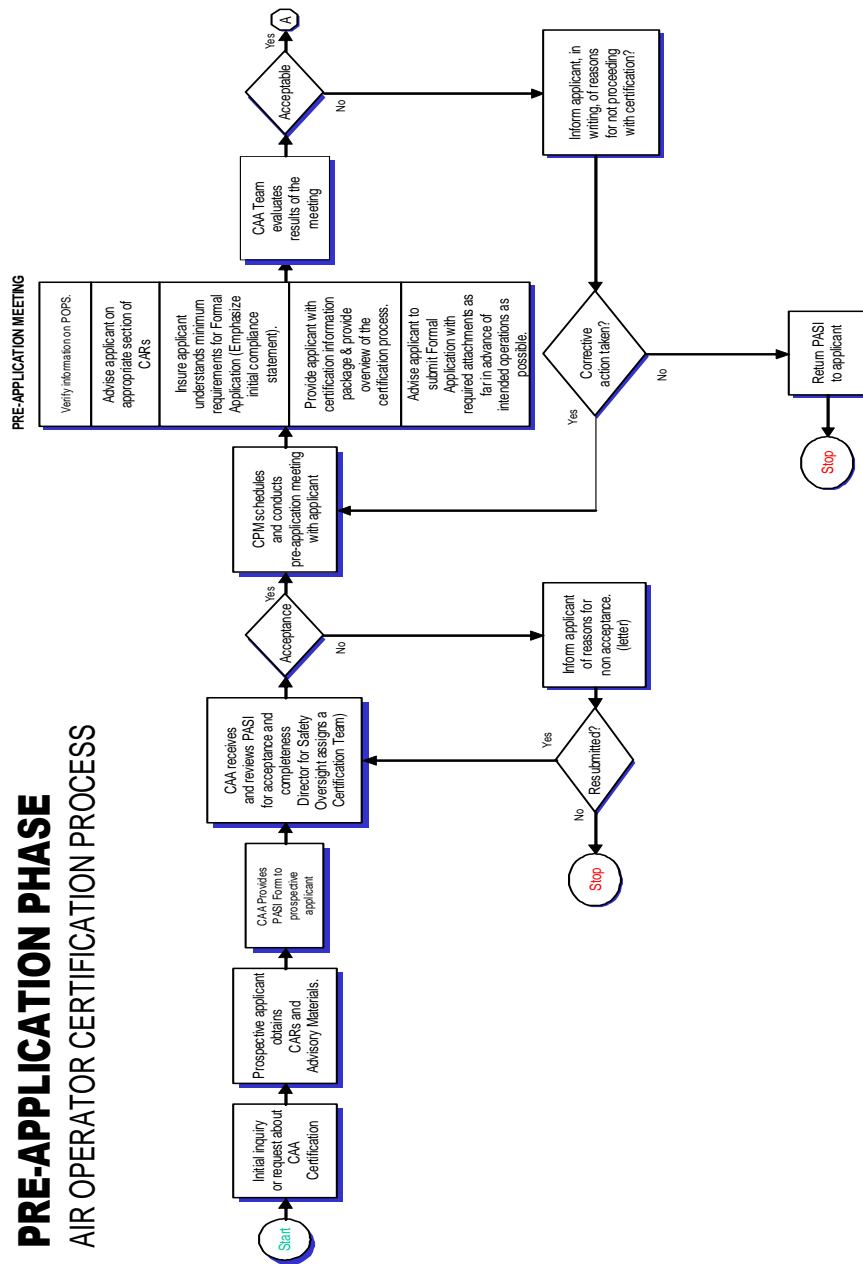 PRE-APPLICATION PHASE
AIR OPERATOR CERTIFICATION PROCESS
Start
Initial inquiry
or request about
CAA
Certification
Prospective applicant
obtains
CARs and
Advisory Materials.
CAA Provides
PASI Form to
prospective
applicant
CAA receives
and reviews PASI
for acceptance and
completeness
Director for Safety
Oversight assigns a
Certification Team)
Acceptance
Yes
No
Inform applicant
of reasons for
non acceptance.
(letter)
Resubmitted?
Yes
No
Stop
CPM schedules
and conducts
pre-application meeting
with applicant
PRE-APPLICATION MEETING
Verify information on POPS.
Advise applicant on
appropriate section of
CARs
Insure applicant
understands minimum
requirements for Formal
Application (Emphasize
initial compliance
statement).
Provide applicant with
certification information
package & provide
overview of the
certification process.
Advise applicant to
submit Formal
Application with
required attachments as
far in advance of
intended operations as
possible.
CAA Team
evaluates
results of the
meeting
Acceptable
Yes
A
No
Inform applicant, in
writing, of reasons
for not proceeding
with certification?
Corrective
action taken?
Yes
No
Return PASI
to applicant
Stop